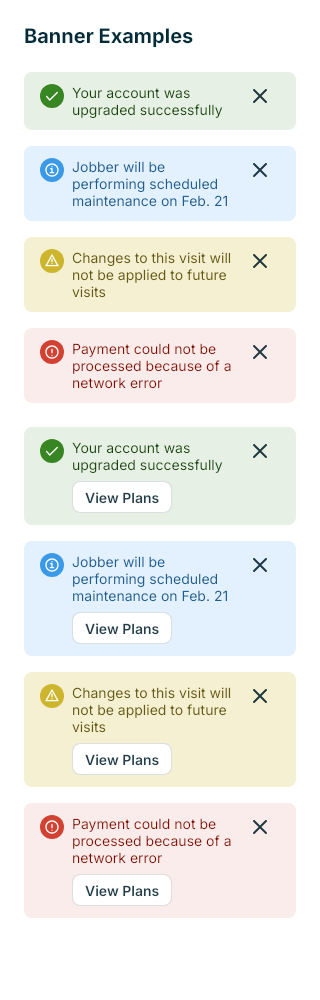 Banner Examples
Your account was
upgraded successfully
Jobber will be
performing scheduled
maintenance on Feb. 21
Changes to this visit will
not be applied to future
visits
Payment could not be
processed because of a
network error
Your account was
upgraded successfully
View Plans
Jobber will be
performing scheduled
maintenance on Feb. 21
View Plans
Changes to this visit will
not be applied to future
visits
View Plans
Payment could not be
processed because of a
network error
View Plans